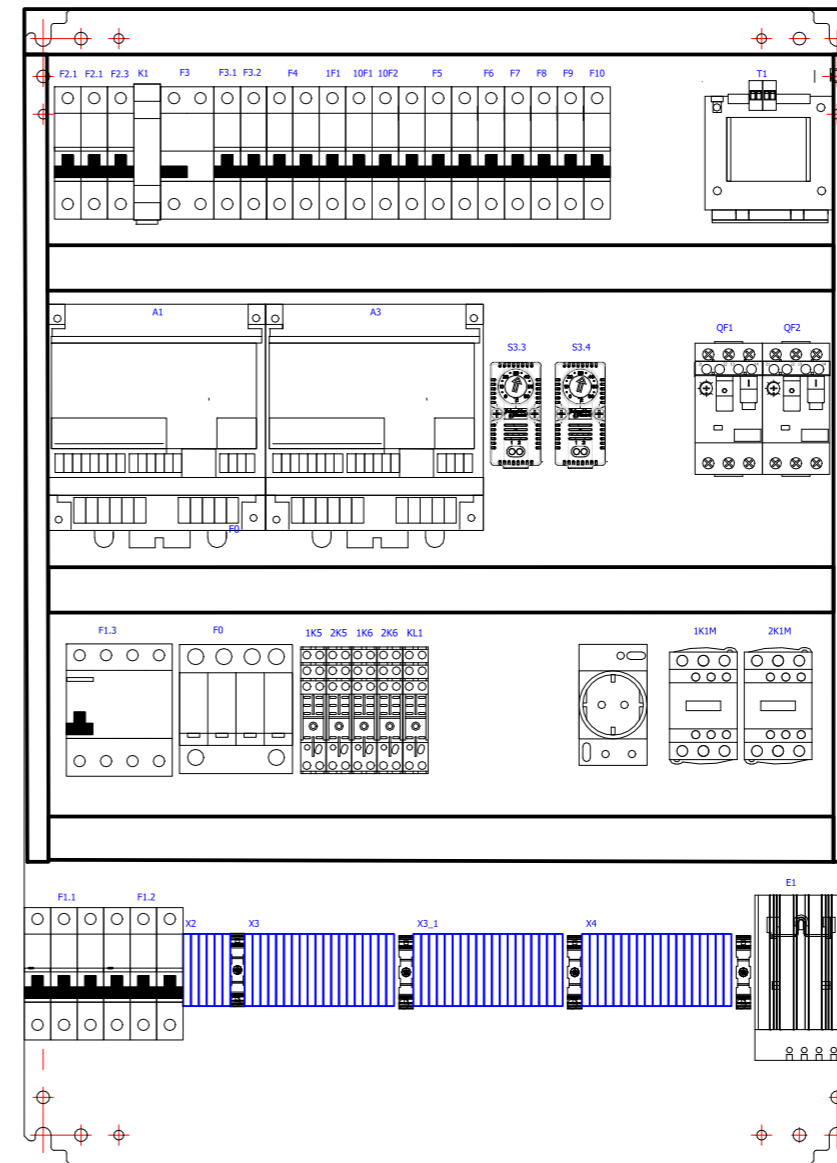 F2.1 F2.1 F2.3 K1 F3 F3.1 F3.2 F4 1F1 10F1 10F2 F5 F6 F7 F8 F9 F10 T1
A1 A3 S3.3 S3.4 QF1 QF2
F0
F1.3 F0 1K5 2K5 1K6 2K6 KL1 1K1M 2K1M
F1.1 F1.2 X2 X3 X3_1 X4 E1